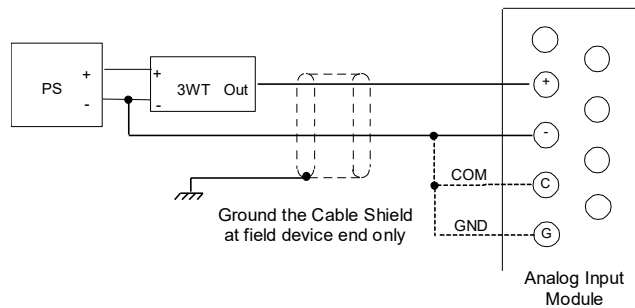 PS
+
-
+
-
3WT Out
+
-
COM
C
GND
G
Ground the Cable Shield
at field device end only
Analog Input
Module